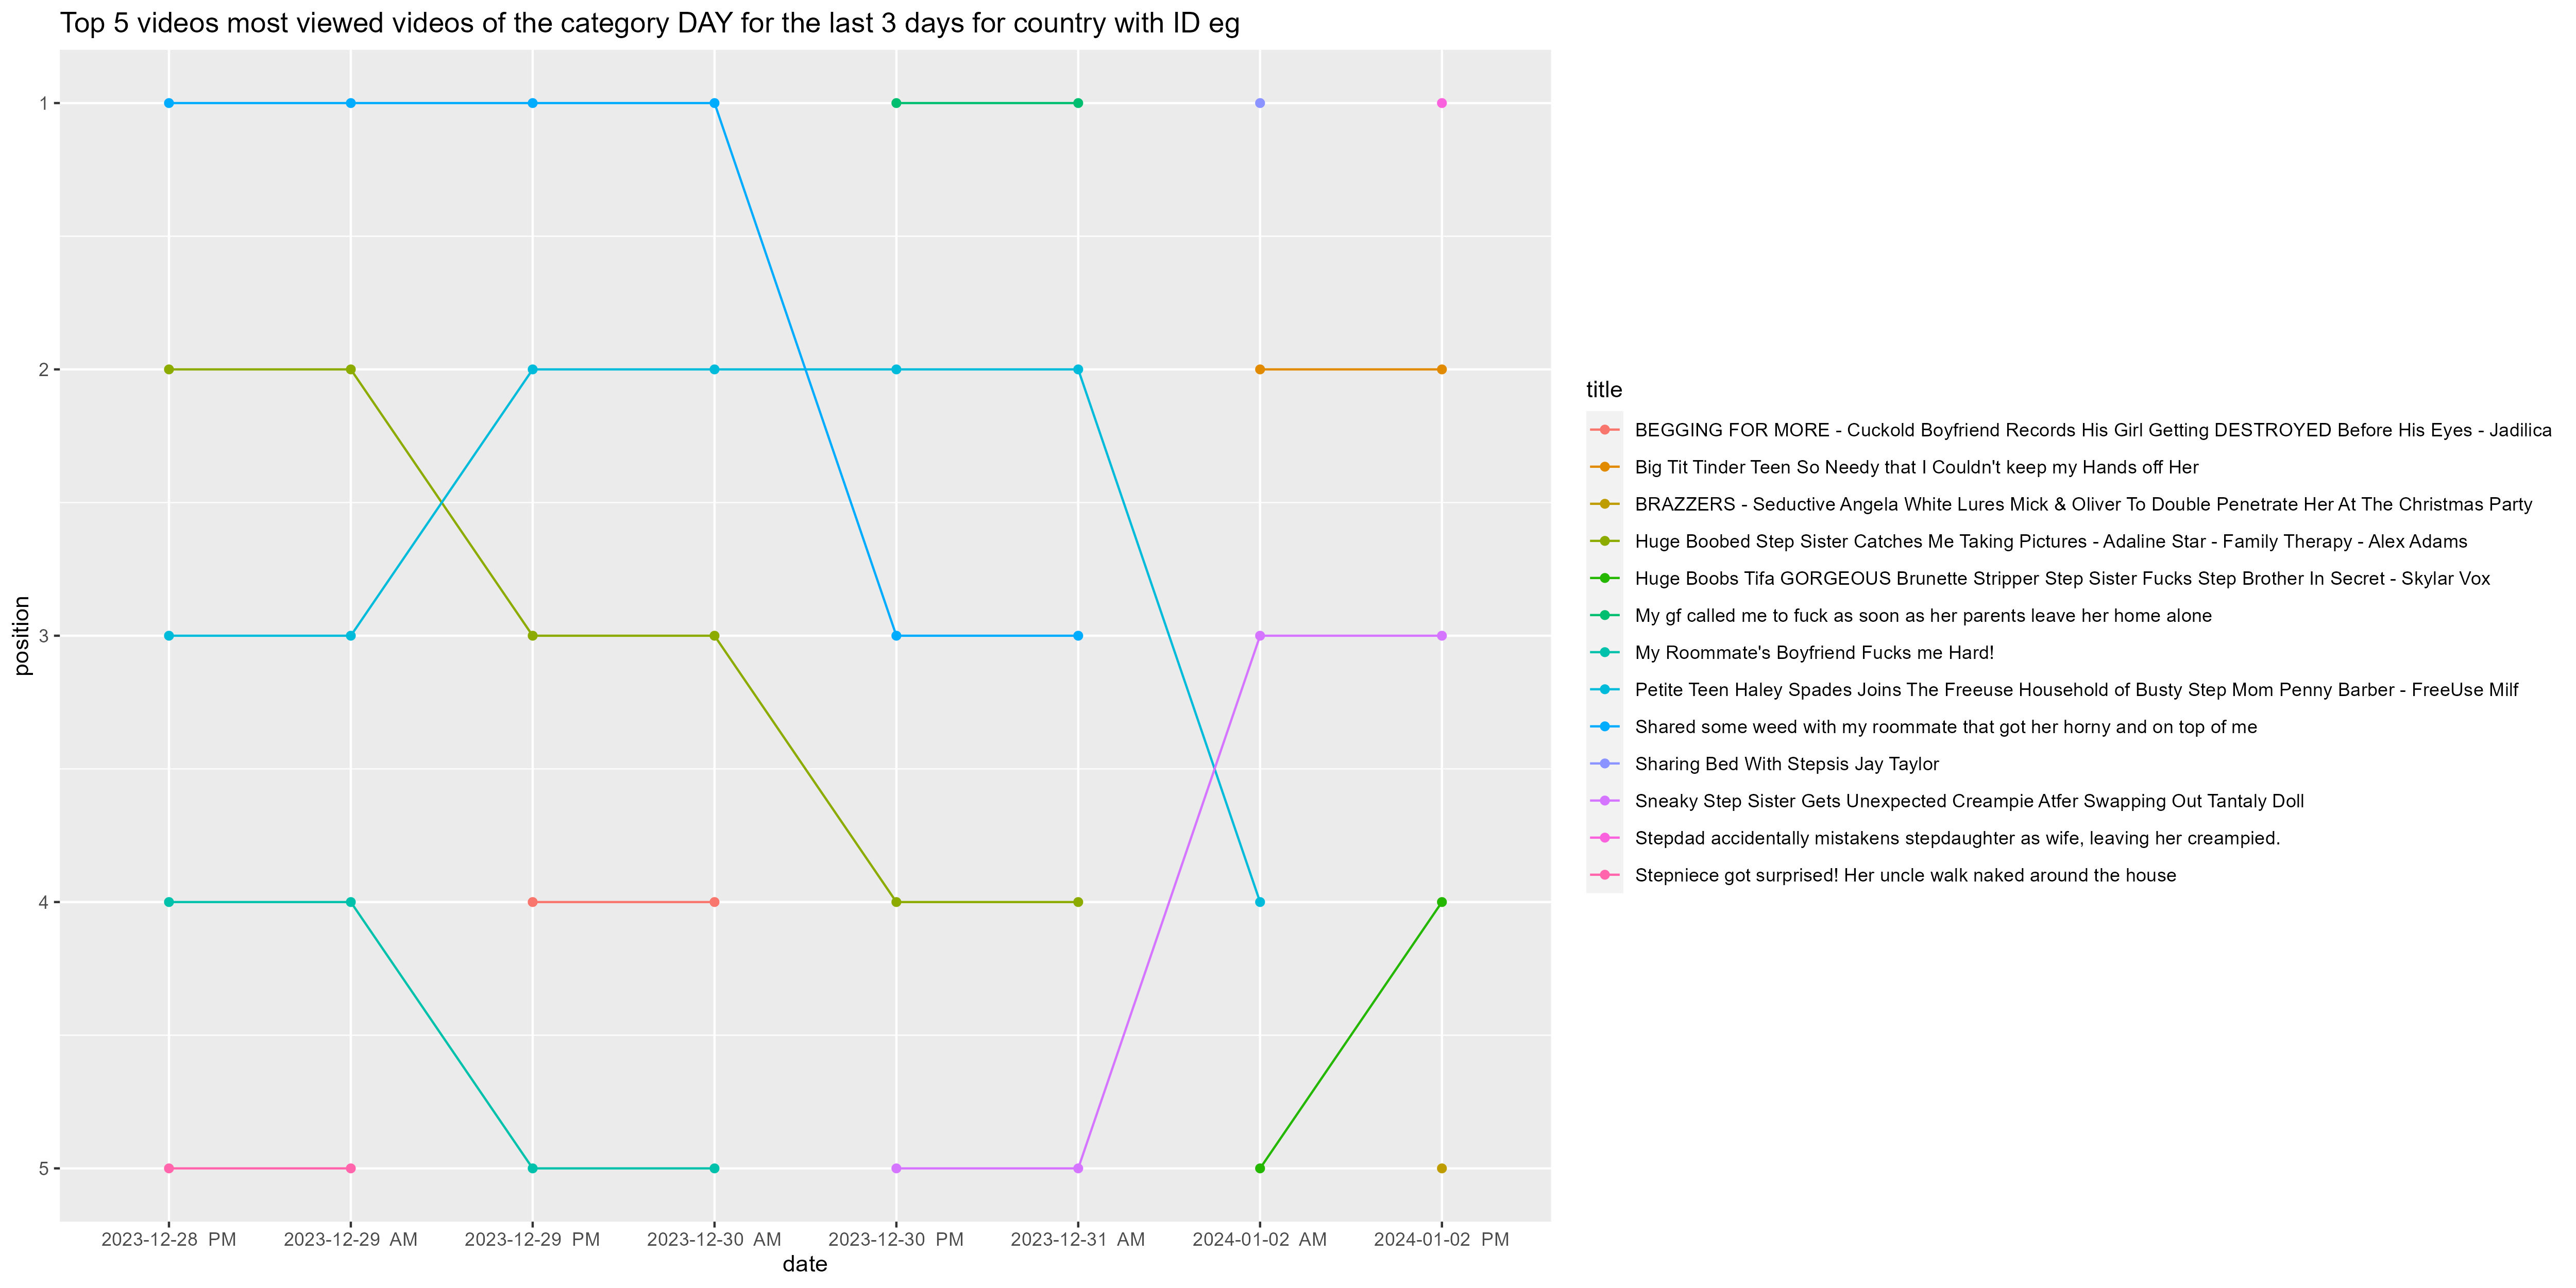 Top 5 videos most viewed videos of the category DAY for the last 3 days for country with ID eg
1
2
3
4
5
position
2023-12-28 PM
2023-12-29 AM
2023-12-29 PM
2023-12-30 AM
2023-12-30 PM
2023-12-31 AM
2024-01-02 AM
2024-01-02 PM
date
title
BEGGING FOR MORE - Cuckold Boyfriend Records His Girl Getting DESTROYED Before His Eyes - Jadilica
Big Tit Tinder Teen So Needy that I Couldn't keep my Hands off Her
BRAZZERS - Seductive Angela White Lures Mick & Oliver To Double Penetrate Her At The Christmas Party
Huge Boobed Step Sister Catches Me Taking Pictures - Adaline Star - Family Therapy - Alex Adams
Huge Boobs Tifa GORGEOUS Brunette Stripper Step Sister Fucks Step Brother In Secret - Skylar Vox
My gf called me to fuck as soon as her parents leave her home alone
My Roommate's Boyfriend Fucks me Hard!
Petite Teen Haley Spades Joins The Freeuse Household of Busty Step Mom Penny Barber - FreeUse Milf
Shared some weed with my roommate that got her horny and on top of me
Sharing Bed With Stepsis Jay Taylor
Sneaky Step Sister Gets Unexpected Creampie Atfer Swapping Out Tantaly Doll
Stepdad accidentally mistakens stepdaughter as wife, leaving her creampied.
Stepniece got surprised! Her uncle walk naked around the house